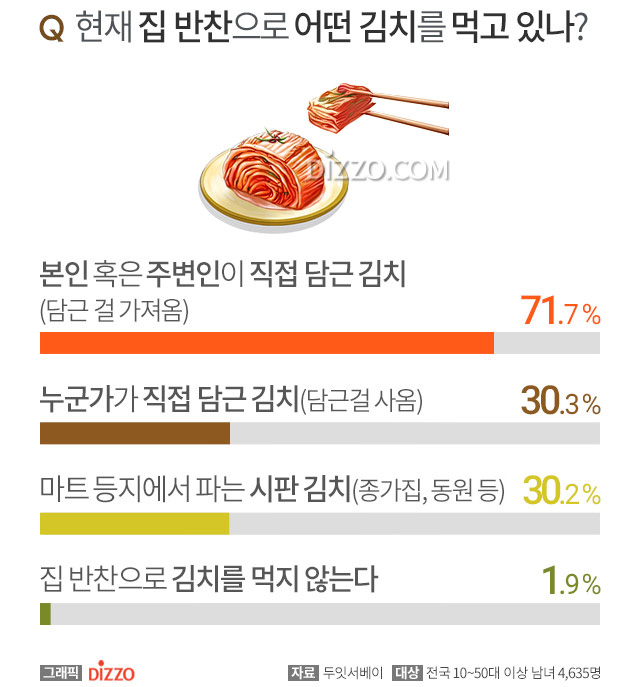 Q 현재 집 반찬으로 어떤 김치를 먹고 있나?
DIZZO.COM
본인 혹은 주변인이 직접 담근 김치
(담근 걸 가져옴)
71.7%
누군가가 직접 담근 김치(담근걸 사옴)
30.3%
마트 등지에서 파는 시판 김치(종가집, 동원 등)
30.2%
집 반찬으로 김치를 먹지 않는다
1.9%
그래픽 DIZZO 자료 두잇서베이 대상 전국 10~50대 이상 남녀 4,635명